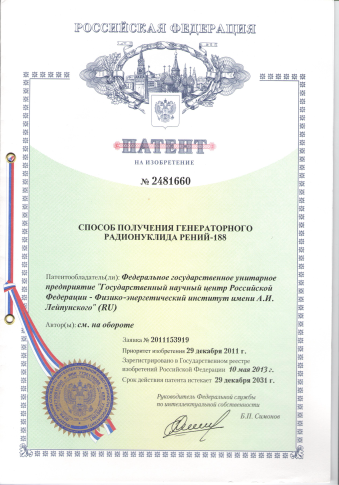 РОССИЙСКАЯ ФЕДЕРАЦИЯ
ПАТЕНТ
НА ИЗОБРЕТЕНИЕ
№ 2481660
СПОСОБ ПОЛУЧЕНИЯ ГЕНЕРАТОРНОГО
РАДИОНУКЛИДА РЕНИЙ-188
Патентообладатель(ли): Федеральное государственное унитарное
предприятие "Государственный научный центр Российской
Федерации - Физико-энергетический институт имени А.И.
Лейпунского" (RU)
Автор(ы): см. на обороте
Заявка № 2011153919
Приоритет изобретения 29 декабря 2011 г.
Зарегистрировано в Государственном реестре
изобретений Российской Федерации 10 мая 2013 г.
Срок действия патента истекает 29 декабря 2031 г.
Руководитель Федеральной службы
по интеллектуальной собственности
Б.П. Симонов